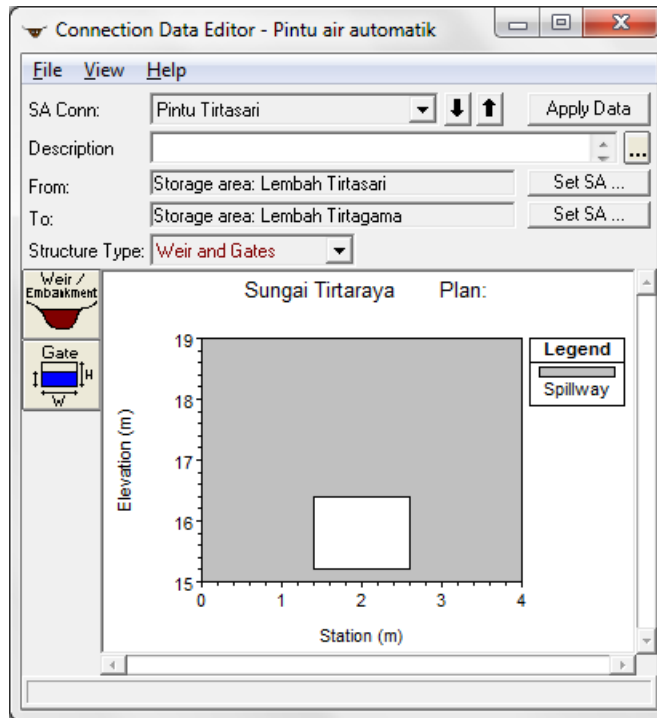 Connection Data Editor - Pintu air automatik
File View Help
SA Conn: Pintu Tirtasari Apply Data
Description ...
From: Storage area: Lembah Tirtasari Set SA ...
To: Storage area: Lembah Tirtagama Set SA ...
Structure Type: Weir and Gates
Weir /
Embankment
Gate
H
W
Sungai Tirtaraya Plan:
Legend
Spillway
Elevation (m)
19
18
17
16
15
0 1 2 3 4
Station (m)